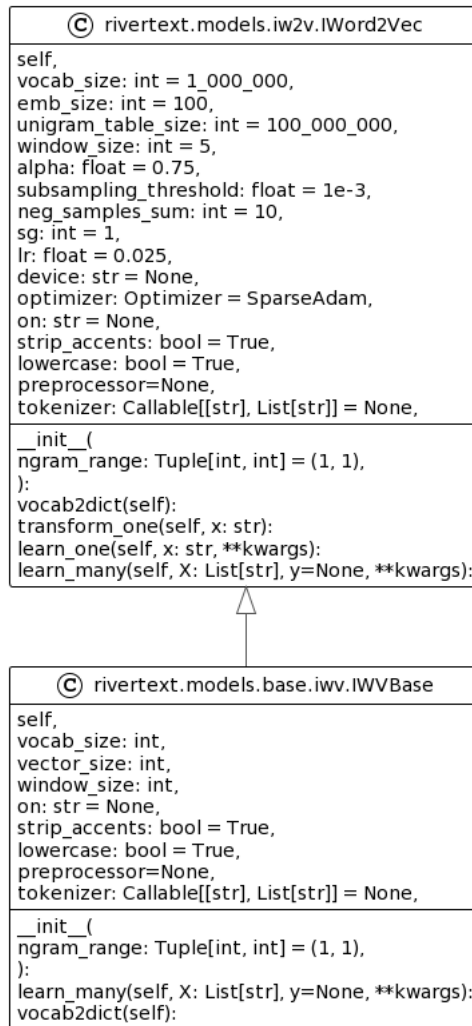 C rivertext.models.iw2v.IWord2Vec
self,
vocab_size: int = 1_000_000,
emb_size: int = 100,
unigram_table_size: int = 100_000_000,
window_size: int = 5,
alpha: float = 0.75,
subsampling_threshold: float = 1e-3,
neg_samples_sum: int = 10,
sg: int = 1,
lr: float = 0.025,
device: str = None,
optimizer: Optimizer = SparseAdam,
on: str = None,
strip_accents: bool = True,
lowercase: bool = True,
preprocessor=None,
tokenizer: Callable[[str], List[str]] = None,
__init__(
ngram_range: Tuple[int, int] = (1, 1),
):
vocab2dict(self):
transform_one(self, x: str):
learn_one(self, x: str, **kwargs):
learn_many(self, X: List[str], y=None, **kwargs):
C rivertext.models.base.iwv.IWVBase
self,
vocab_size: int,
vector_size: int,
window_size: int,
on: str = None,
strip_accents: bool = True,
lowercase: bool = True,
preprocessor=None,
tokenizer: Callable[[str], List[str]] = None,
__init__(
ngram_range: Tuple[int, int] = (1, 1),
):
learn_many(self, X: List[str], y=None, **kwargs):
vocab2dict(self):